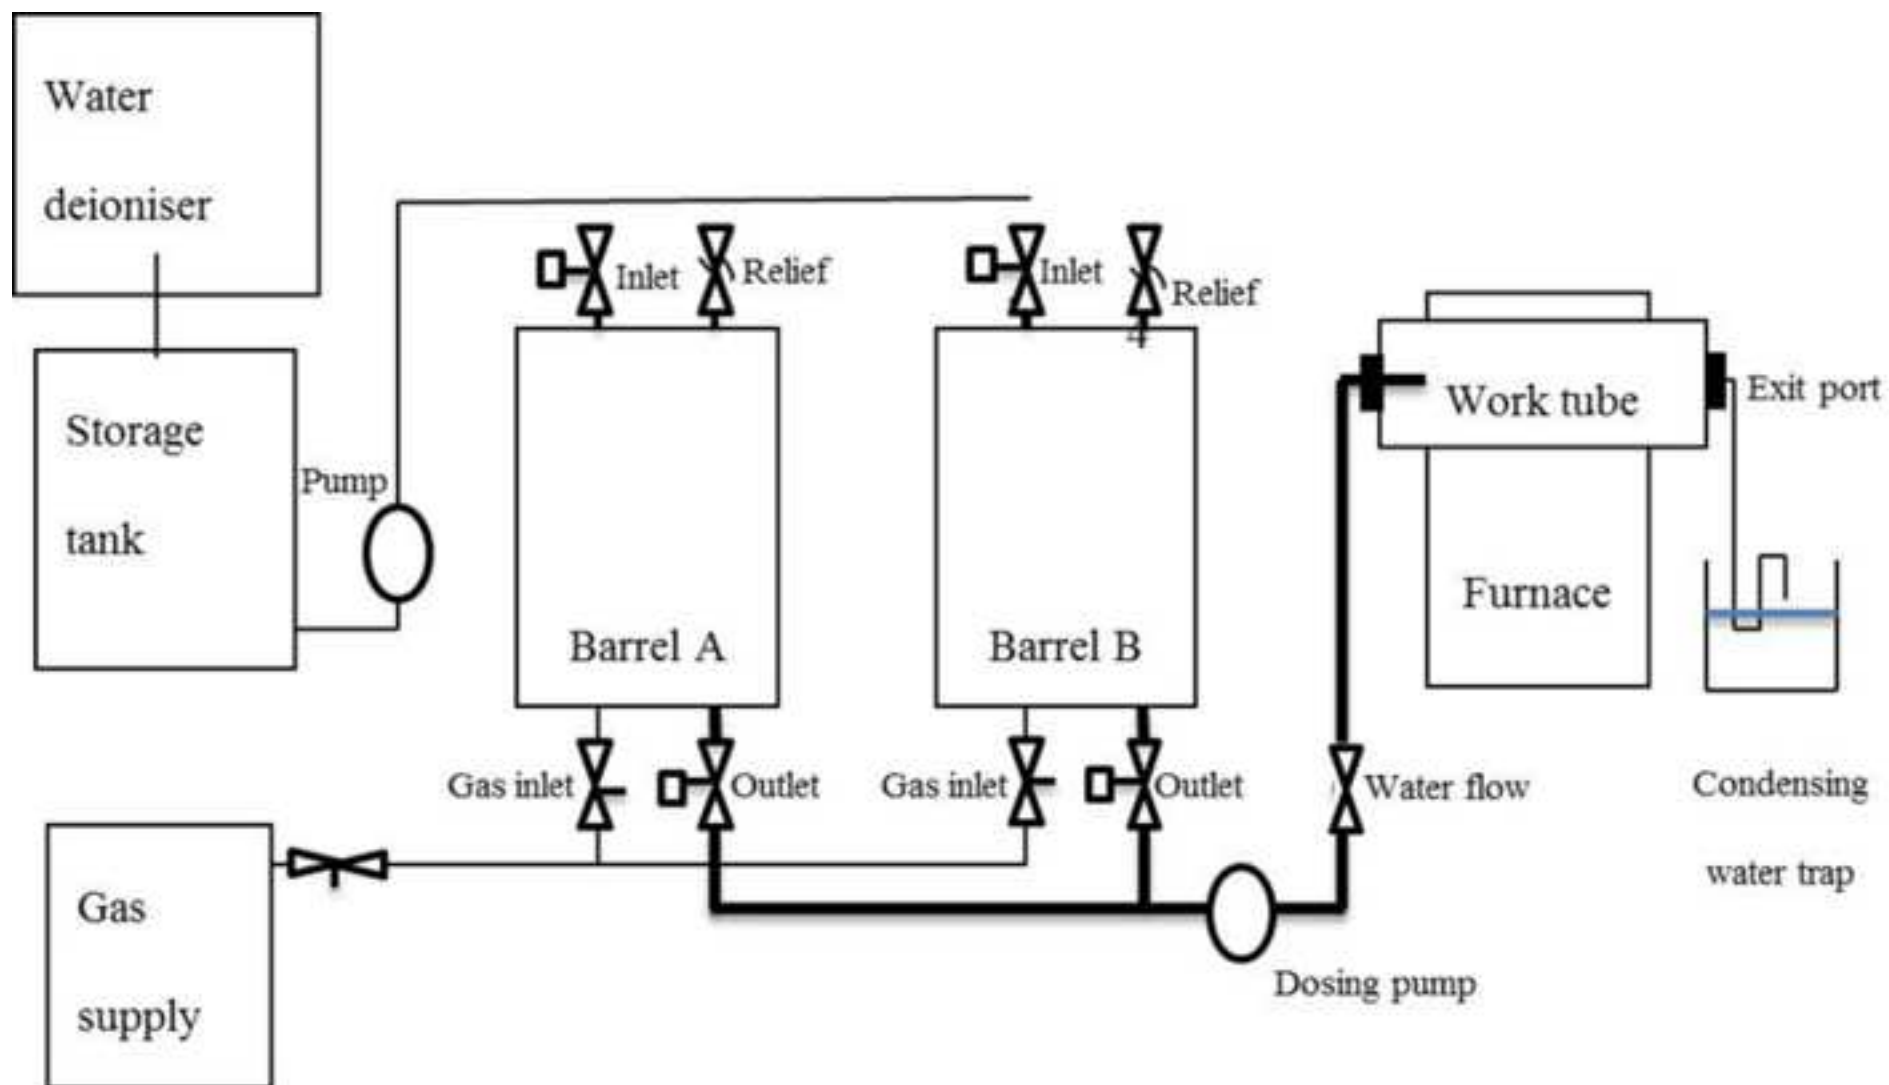 Water
deioniser
Storage
tank
Pump
Inlet
Relief
Inlet
Relief
4
Barrel A
Barrel B
Work tube
Exit port
Furnace
Gas inlet
Outlet
Gas inlet
Outlet
Water flow
Condensing
water trap
Gas
supply
Dosing pump